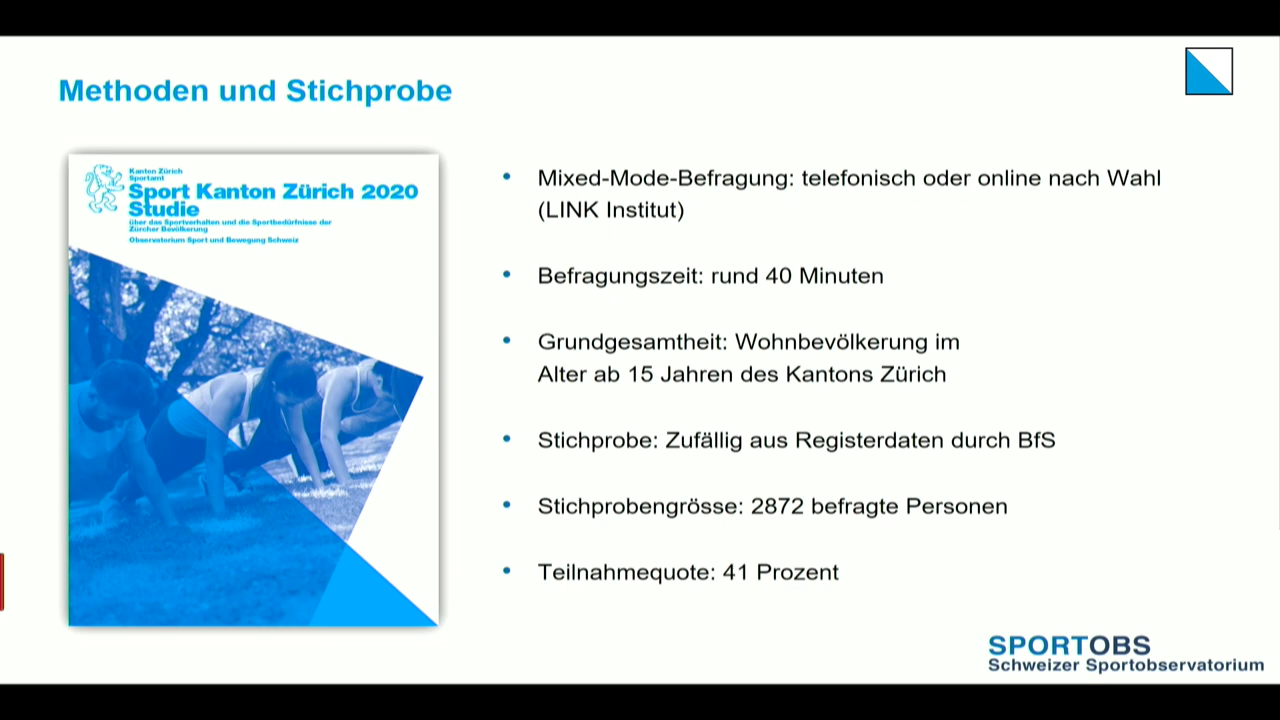 Methoden und Stichprobe
Kanton Zürich
Sportamt
Sport Kanton Zürich 2020
Studie
über das Sportverhalten und die Sportbedürfnisse der
Zürcher Bevölkerung
Observatorium Sport und Bewegung Schweiz
• Mixed-Mode-Befragung: telefonisch oder online nach Wahl
(LINK Institut)
• Befragungszeit: rund 40 Minuten
• Grundgesamtheit: Wohnbevölkerung im
Alter ab 15 Jahren des Kantons Zürich
• Stichprobe: Zufällig aus Registerdaten durch BfS
• Stichprobengrösse: 2872 befragte Personen
• Teilnahmequote: 41 Prozent
SPORTOBS
Schweizer Sportobservatorium